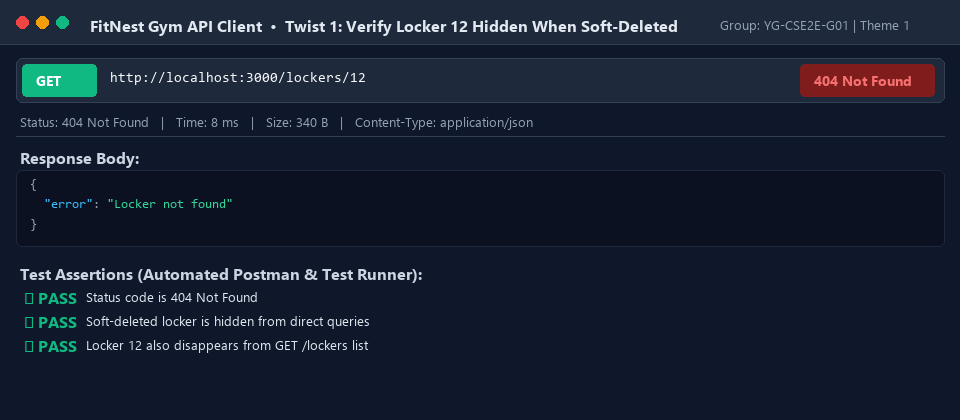 FitNest Gym API Client • Twist 1: Verify Locker 12 Hidden When Soft-Deleted
Group: YG-CSE2E-G01 | Theme 1
GET
http://localhost:3000/lockers/12
404 Not Found
Status: 404 Not Found | Time: 8 ms | Size: 340 B | Content-Type: application/json
Response Body:
{
"error": "Locker not found"
}
Test Assertions (Automated Postman & Test Runner):
PASS Status code is 404 Not Found
PASS Soft-deleted locker is hidden from direct queries
PASS Locker 12 also disappears from GET /lockers list